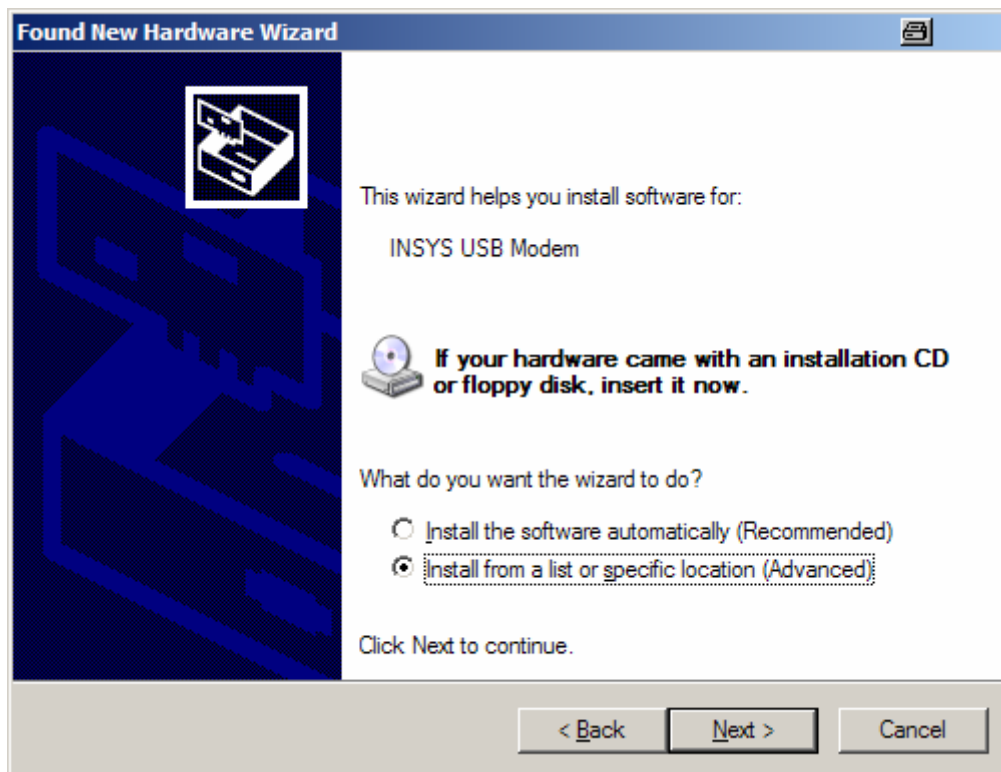 Found New Hardware Wizard
This wizard helps you install software for:
INSYS USB Modem
If your hardware came with an installation CD
or floppy disk, insert it now.
What do you want the wizard to do?
Install the software automatically (Recommended)
Install from a list or specific location (Advanced)
Click Next to continue.
< Back Next > Cancel